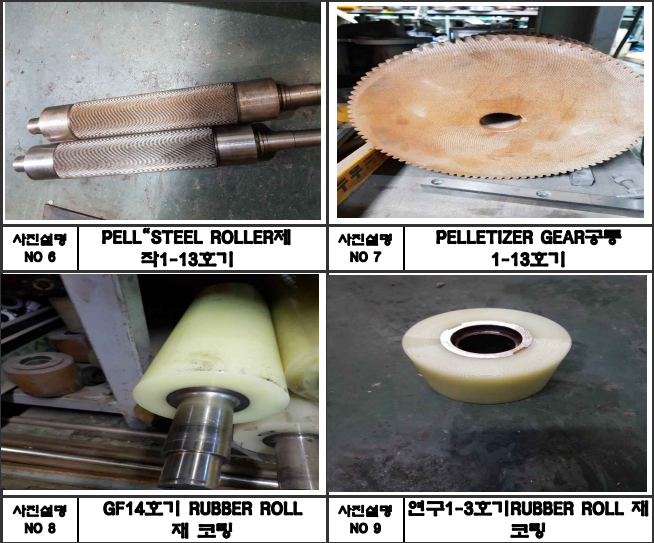 사진설명
NO 6
PELL“STEEL ROLLER제
작1-13호기
사진설명
NO 7
PELLETIZER GEAR공통
1-13호기
사진설명
NO 8
GF14호기 RUBBER ROLL
재 코팅
사진설명
NO 9
연구1-3호기RUBBER ROLL 재
코팅